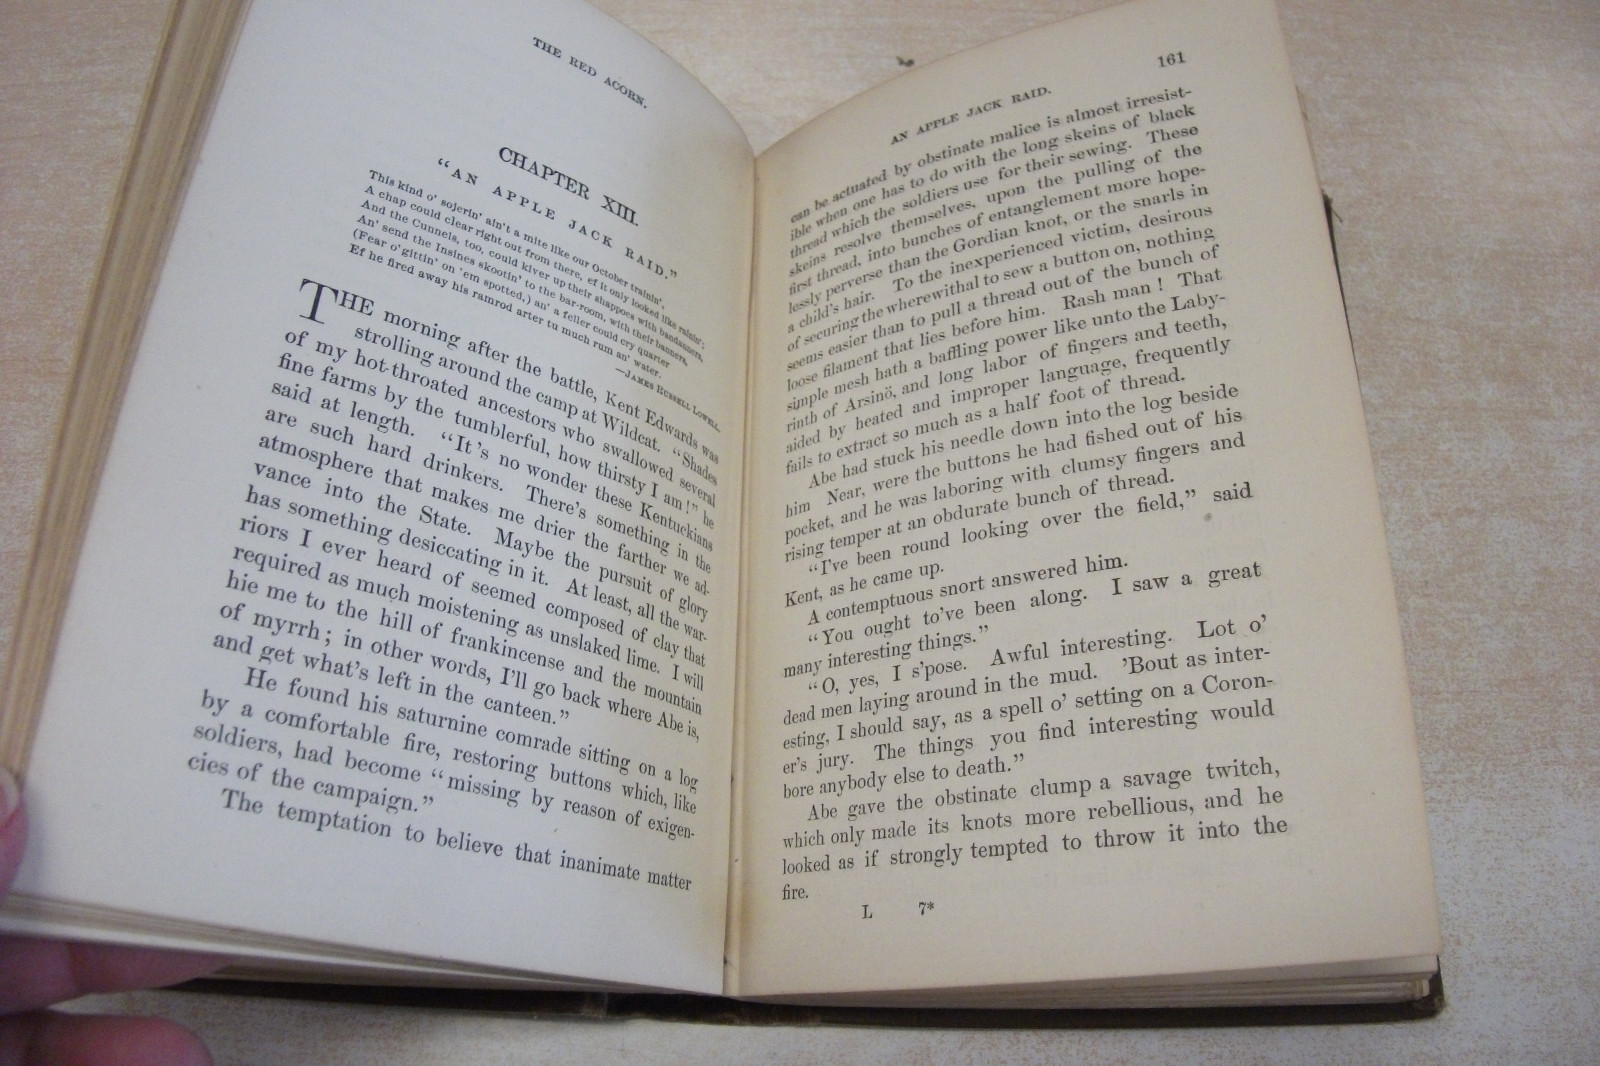 THE RED ACORN.
CHAPTER XIII.
"AN APPLE JACK RAID."
This kind o' sojerin' ain't a mite like our October trainin',
A chap could clear right out from there, ef it only looked like rainin';
And the Cunnels, too, could kiver up their shappoes with bandanners,
An' send the Insines skootin' to the bar-room, with their banners,
(Fear o' gittin' on 'em spotted,) an' a feller could cry quarter
Ef he fired away his ramrod arter tu much rum an' water.
—JAMES RUSSELL LOWELL.
THE morning after the battle, Kent Edwards was
strolling around the camp at Wildcat. "Shades
of my hot-throated ancestors who swallowed several
fine farms by the tumblerful, how thirsty I am!" he
said at length. "It's no wonder these Kentuckians
are such hard drinkers. There's something in the
atmosphere that makes me drier the farther we ad-
vance into the State. Maybe the pursuit of glory
has something desiccating in it. At least, all the war-
riors I ever heard of seemed composed of clay that
required as much moistening as unslaked lime. I will
hie me to the hill of frankincense and the mountain
of myrrh; in other words, I'll go back where Abe is,
and get what's left in the canteen."
He found his saturnine comrade sitting on a log
by a comfortable fire, restoring buttons which, like
soldiers, had become "missing by reason of exigen-
cies of the campaign."
The temptation to believe that inanimate matter
AN APPLE JACK RAID. 161
can be actuated by obstinate malice is almost irresist-
ible when one has to do with the long skeins of black
thread which the soldiers use for their sewing. These
skeins resolve themselves, upon the pulling of the
first thread, into bunches of entanglement more hope-
lessly perverse than the Gordian knot, or the snarls in
a child's hair. To the inexperienced victim, desirous
of securing the wherewithal to sew a button on, nothing
seems easier than to pull a thread out of the bunch of
loose filament that lies before him. Rash man! That
simple mesh hath a baffling power like unto the Laby-
rinth of Arsinö, and long labor of fingers and teeth,
aided by heated and improper language, frequently
fails to extract so much as a half foot of thread.
Abe had stuck his needle down into the log beside
him Near, were the buttons he had fished out of his
pocket, and he was laboring with clumsy fingers and
rising temper at an obdurate bunch of thread.
"I've been round looking over the field," said
Kent, as he came up.
A contemptuous snort answered him.
"You ought to've been along. I saw a great
many interesting things."
"O, yes, I s'pose. Awful interesting. Lot o'
dead men laying around in the mud. 'Bout as inter-
esting, I should say, as a spell o' setting on a Coron-
er's jury. The things you find interesting would
bore anybody else to death."
Abe gave the obstinate clump a savage twitch,
which only made its knots more rebellious, and he
looked as if strongly tempted to throw it into the
fire.
L 7*